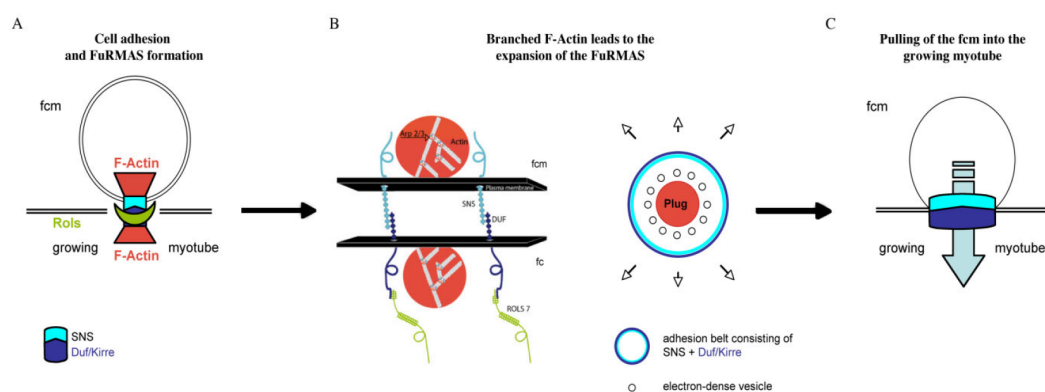 A
Cell adhesion
and FuRMAS formation
fcm
F-Actin
Rols
growing
myotube
F-Actin
SNS
Duf/Kirre
B
Branched F-Actin leads to the
expansion of the FuRMAS
Arp 2/3
Actin
fcm
Plasma membrane
SNS
DUF
fc
ROLS 7
Plug
adhesion belt consisting of
SNS + Duf/Kirre
electron-dense vesicle
C
Pulling of the fcm into the
growing myotube
fcm
growing
myotube